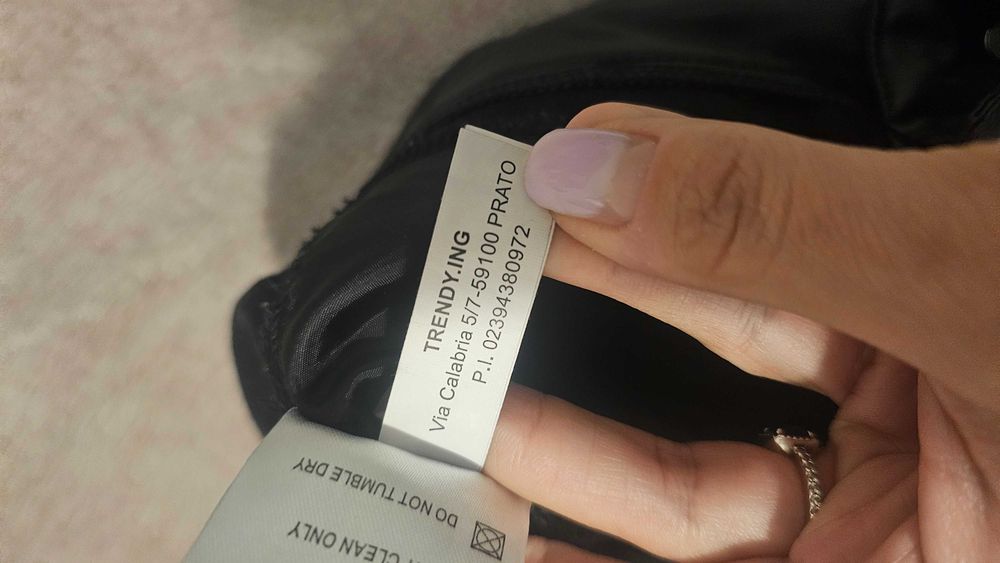 TRENDY.ING
Via Calabria 5/7-59100 PRATO
P.I. 02394380972
DO NOT TUMBLE DRY
CLEAN ONLY